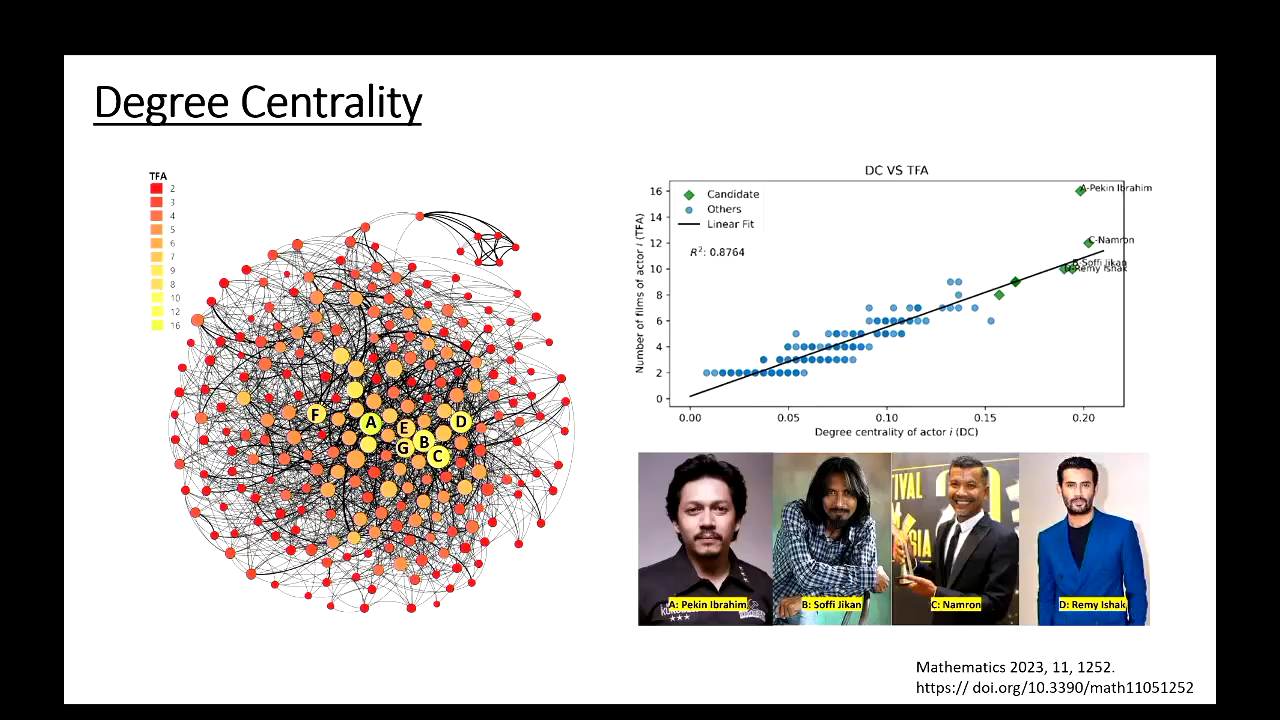 Degree Centrality
TFA
2
3
4
5
6
7
9
8
10
12
16
F
A
E
D
G
B
C
DC VS TFA
Number of films of actor i (TFA)
16
14
12
10
8
6
4
2
0
Candidate
Others
Linear Fit
R²: 0.8764
A-Pekin Ibrahim
C-Namron
B-Soffi Jikan
D-Remy Ishak
0.00 0.05 0.10 0.15 0.20
Degree centrality of actor i (DC)
A: Pekin Ibrahim
B: Soffi Jikan
C: Namron
D: Remy Ishak
Mathematics 2023, 11, 1252.
https:// doi.org/10.3390/math11051252